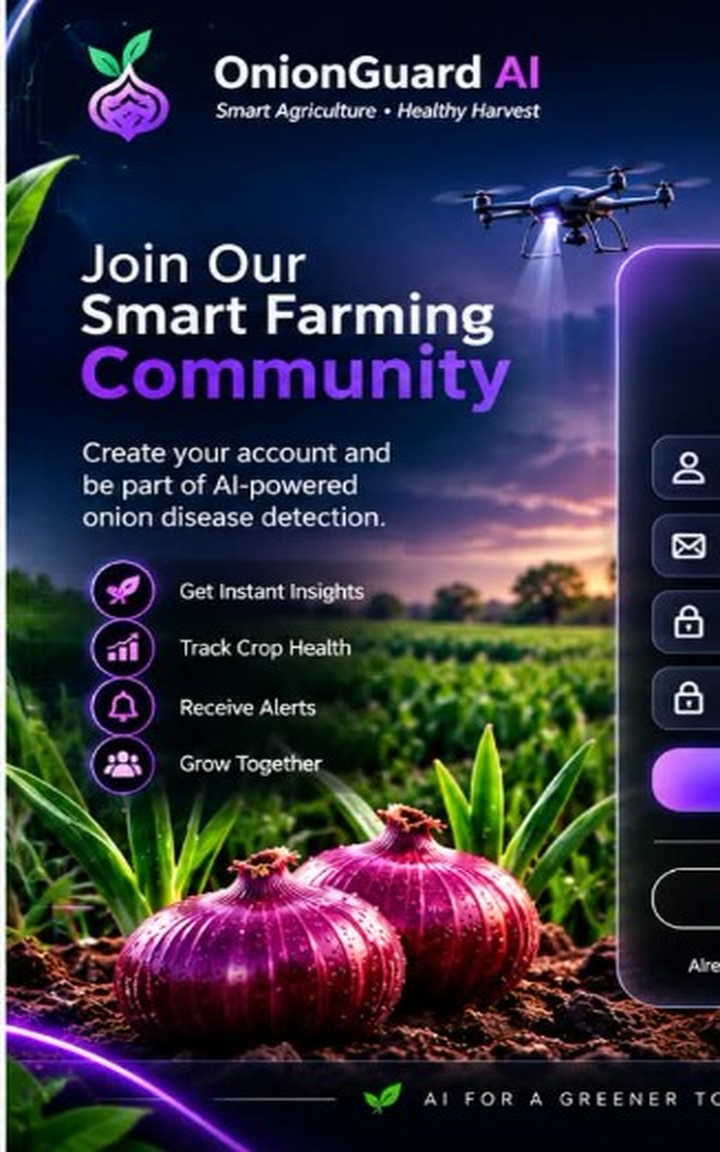 OnionGuard AI
Smart Agriculture • Healthy Harvest
Join Our
Smart Farming
Community
Create your account and
be part of AI-powered
onion disease detection.
Get Instant Insights
Track Crop Health
Receive Alerts
Grow Together
AI FOR A GREENER